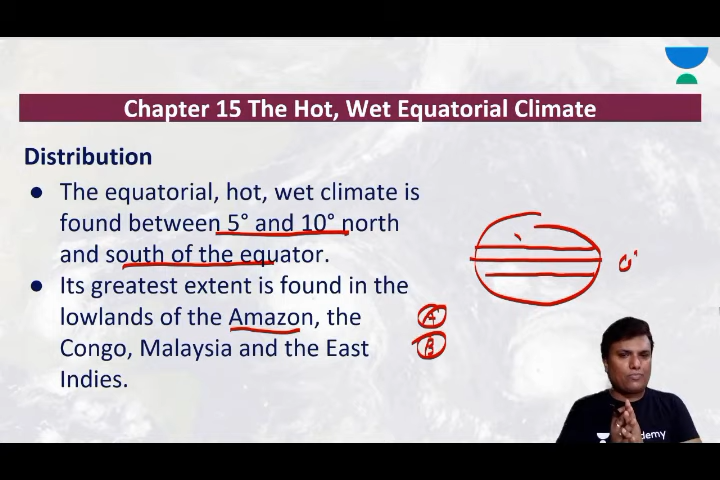 Chapter 15 The Hot, Wet Equatorial Climate
Distribution
● The equatorial, hot, wet climate is
found between 5° and 10° north
and south of the equator.
● Its greatest extent is found in the
lowlands of the Amazon, the
Congo, Malaysia and the East
Indies.
A
B
0°